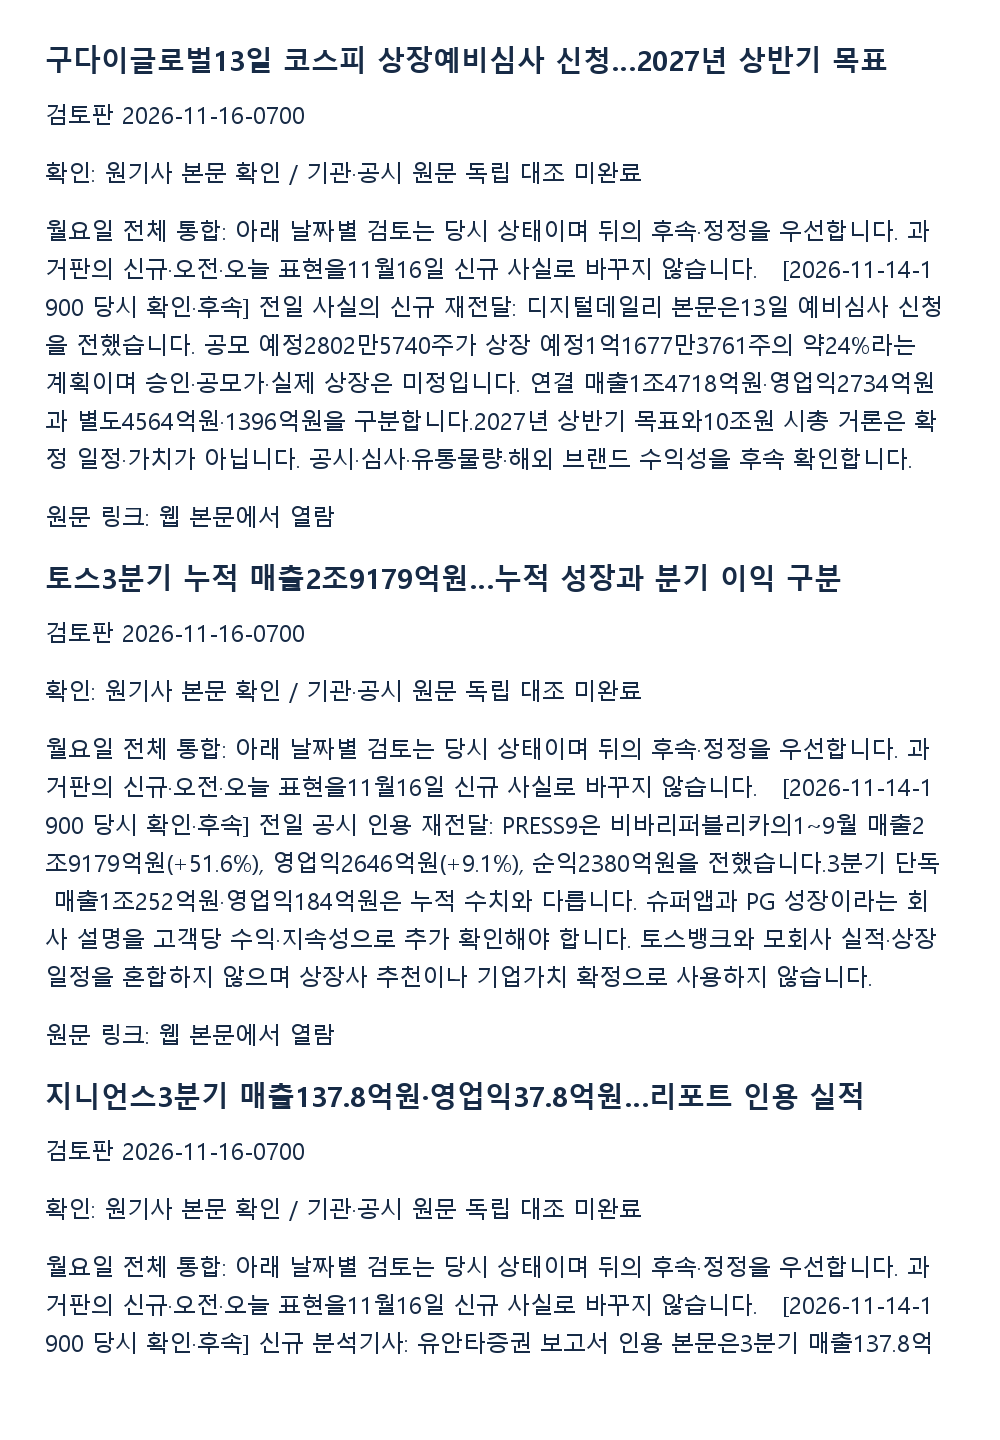 구다이글로벌13일 코스피 상장예비심사 신청...2027년 상반기 목표
검토판 2026-11-16-0700
확인: 원기사 본문 확인 / 기관·공시 원문 독립 대조 미완료
월요일 전체 통합: 아래 날짜별 검토는 당시 상태이며 뒤의 후속·정정을 우선합니다. 과
거판의 신규·오전·오늘 표현을11월16일 신규 사실로 바꾸지 않습니다. [2026-11-14-1
900 당시 확인·후속] 전일 사실의 신규 재전달: 디지털데일리 본문은13일 예비심사 신청
을 전했습니다. 공모 예정2802만5740주가 상장 예정1억1677만3761주의 약24%라는
계획이며 승인·공모가·실제 상장은 미정입니다. 연결 매출1조4718억원·영업익2734억원
과 별도4564억원·1396억원을 구분합니다.2027년 상반기 목표와10조원 시총 거론은 확
정 일정·가치가 아닙니다. 공시·심사·유통물량·해외 브랜드 수익성을 후속 확인합니다.
원문 링크: 웹 본문에서 열람
토스3분기 누적 매출2조9179억원...누적 성장과 분기 이익 구분
검토판 2026-11-16-0700
확인: 원기사 본문 확인 / 기관·공시 원문 독립 대조 미완료
월요일 전체 통합: 아래 날짜별 검토는 당시 상태이며 뒤의 후속·정정을 우선합니다. 과
거판의 신규·오전·오늘 표현을11월16일 신규 사실로 바꾸지 않습니다. [2026-11-14-1
900 당시 확인·후속] 전일 공시 인용 재전달: PRESS9은 비바리퍼블리카의1~9월 매출2
조9179억원(+51.6%), 영업익2646억원(+9.1%), 순익2380억원을 전했습니다.3분기 단독
매출1조252억원·영업익184억원은 누적 수치와 다릅니다. 슈퍼앱과 PG 성장이라는 회
사 설명을 고객당 수익·지속성으로 추가 확인해야 합니다. 토스뱅크와 모회사 실적·상장
일정을 혼합하지 않으며 상장사 추천이나 기업가치 확정으로 사용하지 않습니다.
원문 링크: 웹 본문에서 열람
지니언스3분기 매출137.8억원·영업익37.8억원...리포트 인용 실적
검토판 2026-11-16-0700
확인: 원기사 본문 확인 / 기관·공시 원문 독립 대조 미완료
월요일 전체 통합: 아래 날짜별 검토는 당시 상태이며 뒤의 후속·정정을 우선합니다. 과
거판의 신규·오전·오늘 표현을11월16일 신규 사실로 바꾸지 않습니다. [2026-11-14-1
900 당시 확인·후속] 신규 분석기사: 유안타증권 보고서 인용 본문은3분기 매출137.8억